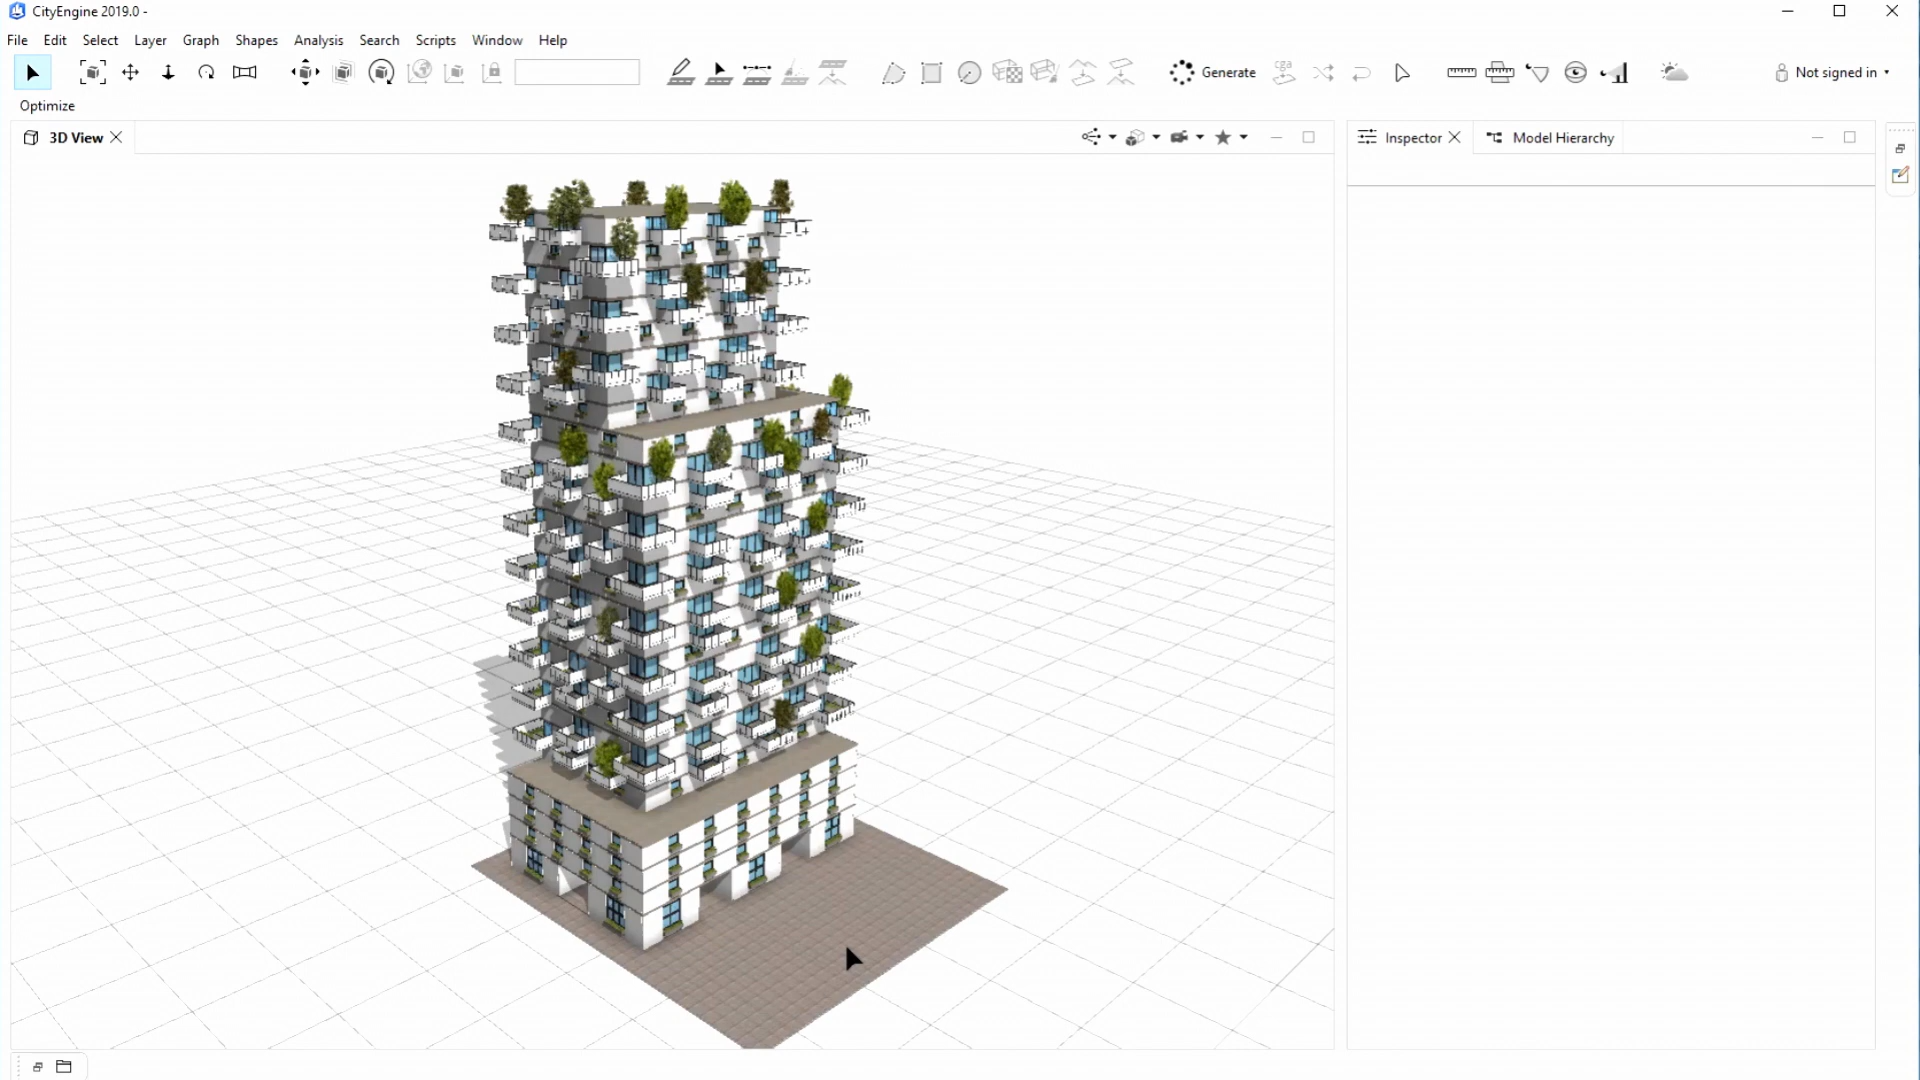 CityEngine 2019.0 -
File Edit Select Layer Graph Shapes Analysis Search Scripts Window Help
Generate cga Not signed in
Optimize
3D View Inspector Model Hierarchy